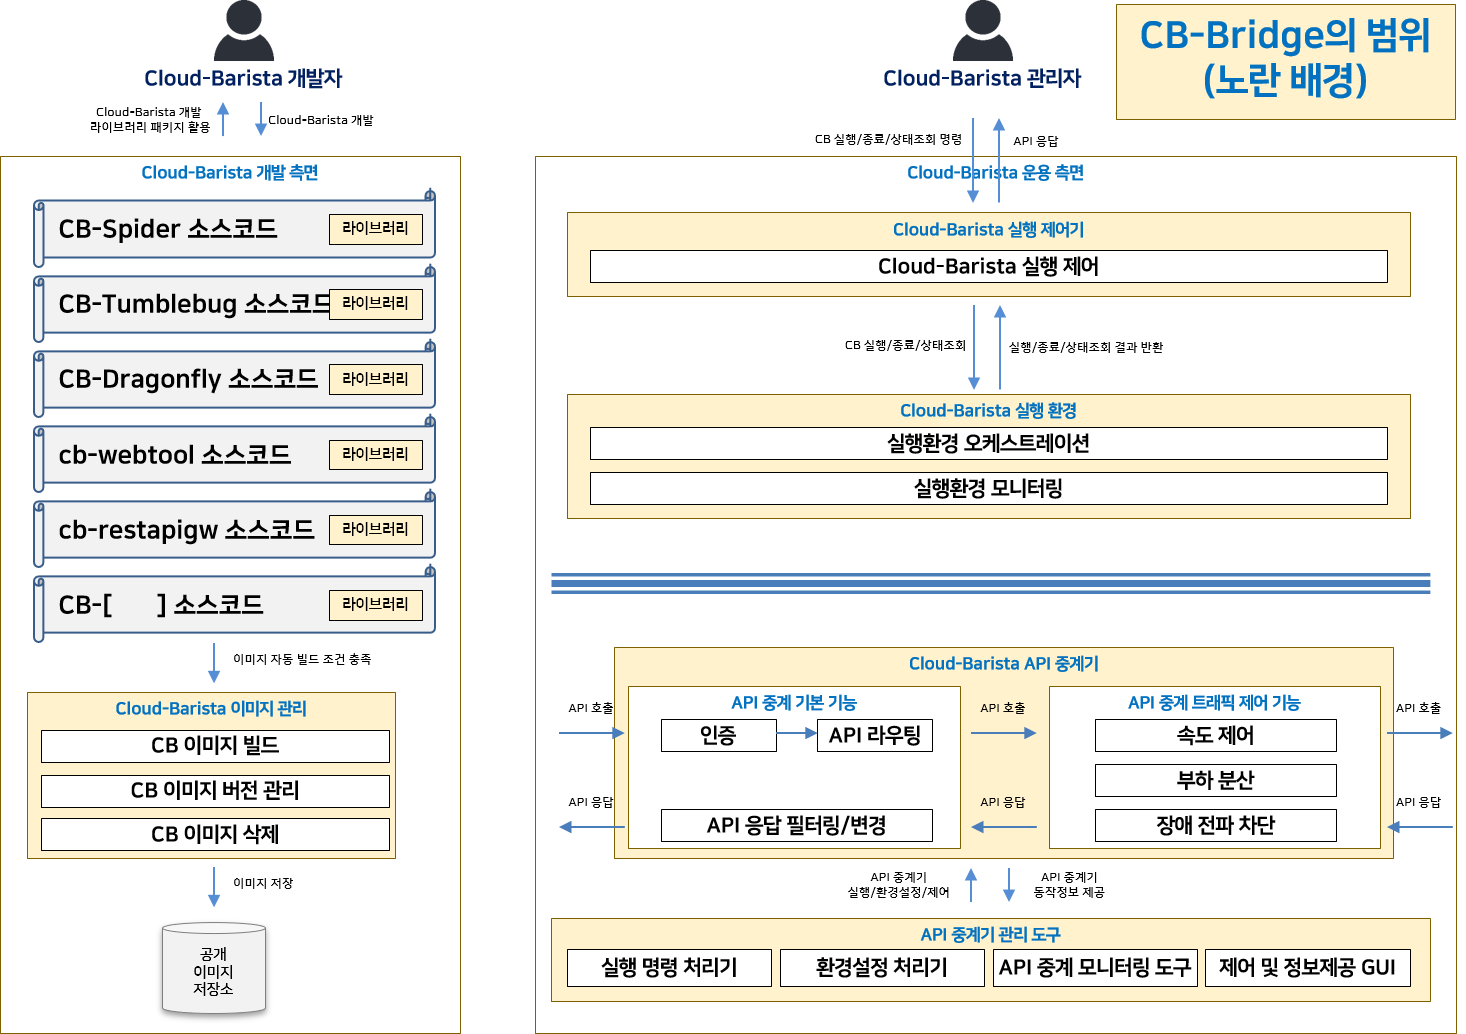 CB-Bridge의 범위
(노란 배경)
Cloud-Barista 개발자
Cloud-Barista 개발
라이브러리 패키지 활용
Cloud-Barista 개발
Cloud-Barista 개발 측면
CB-Spider 소스코드
라이브러리
CB-Tumblebug 소스코드
라이브러리
CB-Dragonfly 소스코드
라이브러리
cb-webtool 소스코드
라이브러리
cb-restapigw 소스코드
라이브러리
CB-[ ] 소스코드
라이브러리
이미지 자동 빌드 조건 충족
Cloud-Barista 이미지 관리
CB 이미지 빌드
CB 이미지 버전 관리
CB 이미지 삭제
이미지 저장
공개
이미지
저장소
Cloud-Barista 관리자
CB 실행/종료/상태조회 명령
API 응답
Cloud-Barista 운용 측면
Cloud-Barista 실행 제어기
Cloud-Barista 실행 제어
CB 실행/종료/상태조회
실행/종료/상태조회 결과 반환
Cloud-Barista 실행 환경
실행환경 오케스트레이션
실행환경 모니터링
Cloud-Barista API 중계기
API 호출
API 중계 기본 기능
인증
API 라우팅
API 응답
API 응답 필터링/변경
API 호출
API 응답
API 중계 트래픽 제어 기능
속도 제어
부하 분산
장애 전파 차단
API 호출
API 응답
API 중계기
실행/환경설정/제어
API 중계기
동작정보 제공
API 중계기 관리 도구
실행 명령 처리기
환경설정 처리기
API 중계 모니터링 도구
제어 및 정보제공 GUI